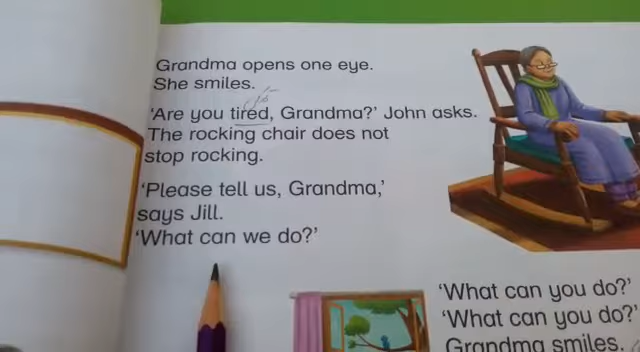 Grandma opens one eye.
She smiles.
‘Are you tired, Grandma?’ John asks.
The rocking chair does not
stop rocking.
‘Please tell us, Grandma,’
says Jill.
‘What can we do?’
‘What can you do?’
‘What can you do?’
Grandma smiles.